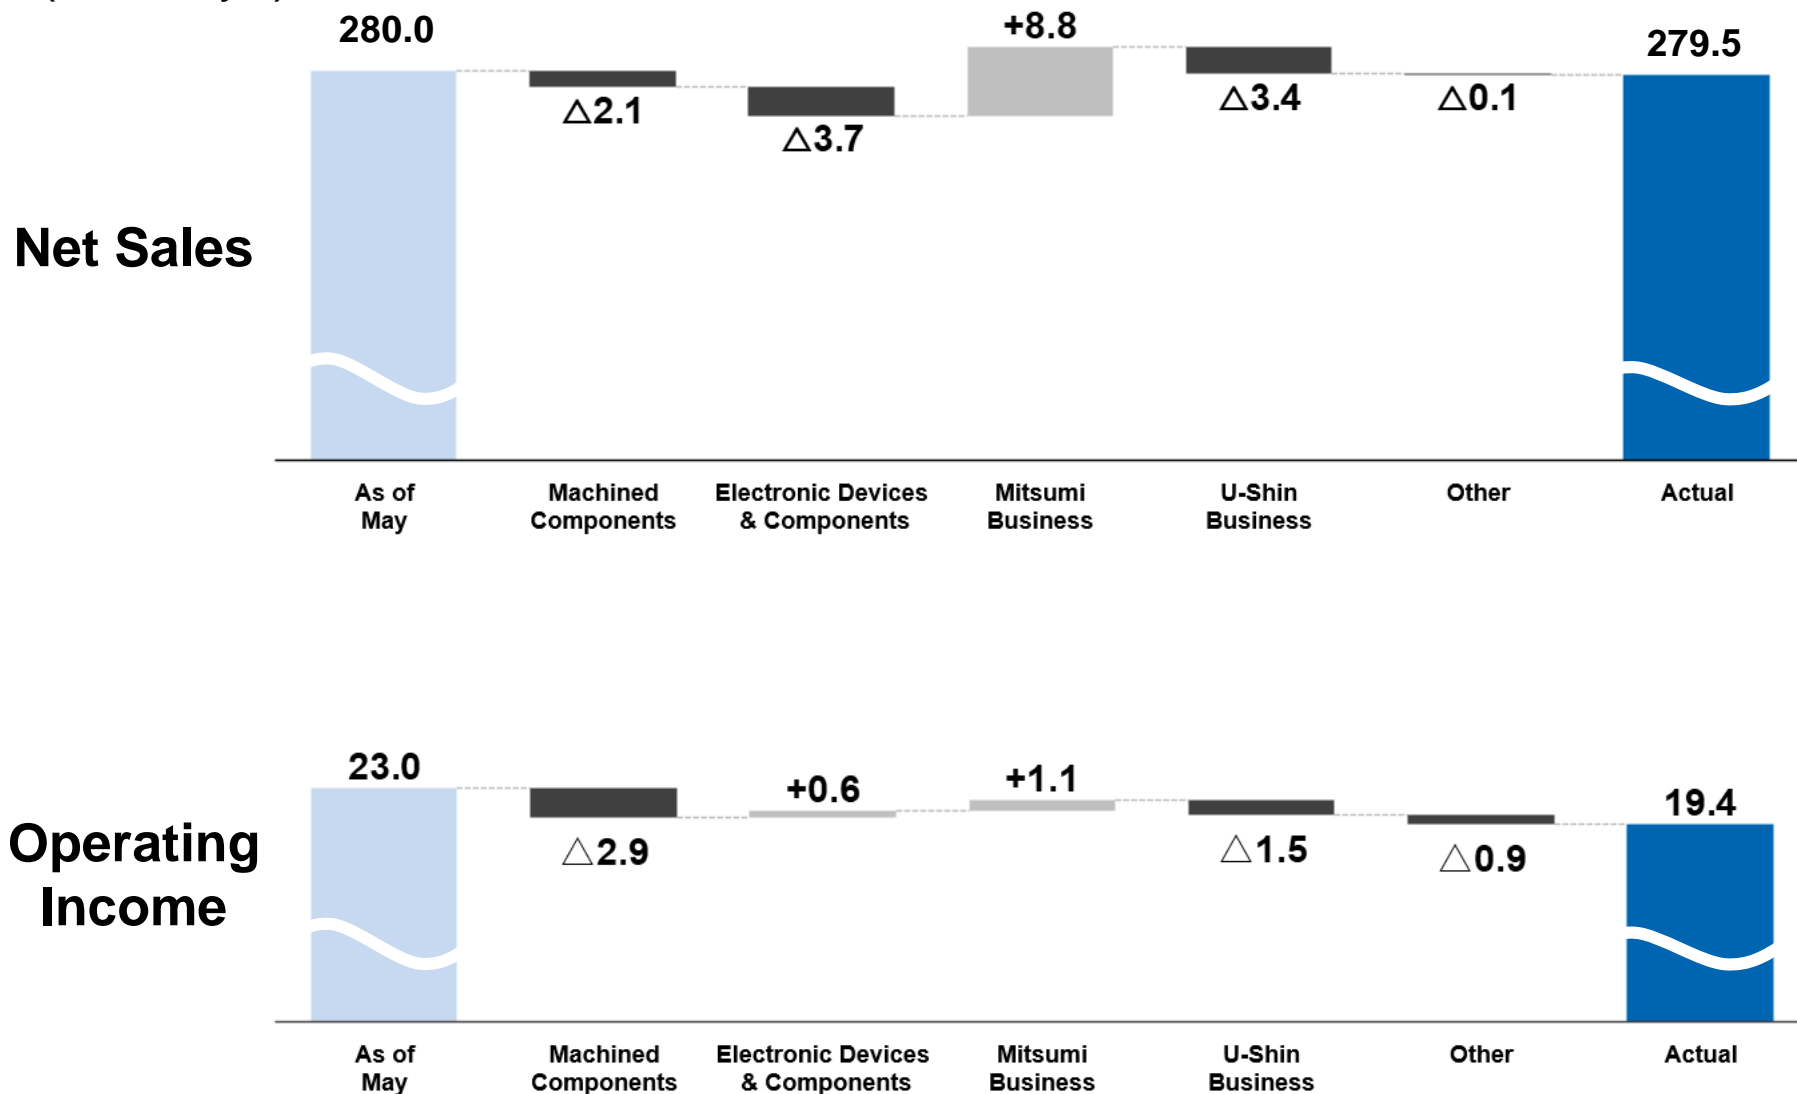 280.0
+8.8
279.5
△2.1
△3.7
△3.4
△0.1
Net Sales
As of
May
Machined
Components
Electronic Devices
& Components
Mitsumi
Business
U-Shin
Business
Other
Actual
23.0
+0.6
+1.1
19.4
△2.9
△1.5
△0.9
Operating
Income
As of
May
Machined
Components
Electronic Devices
& Components
Mitsumi
Business
U-Shin
Business
Other
Actual